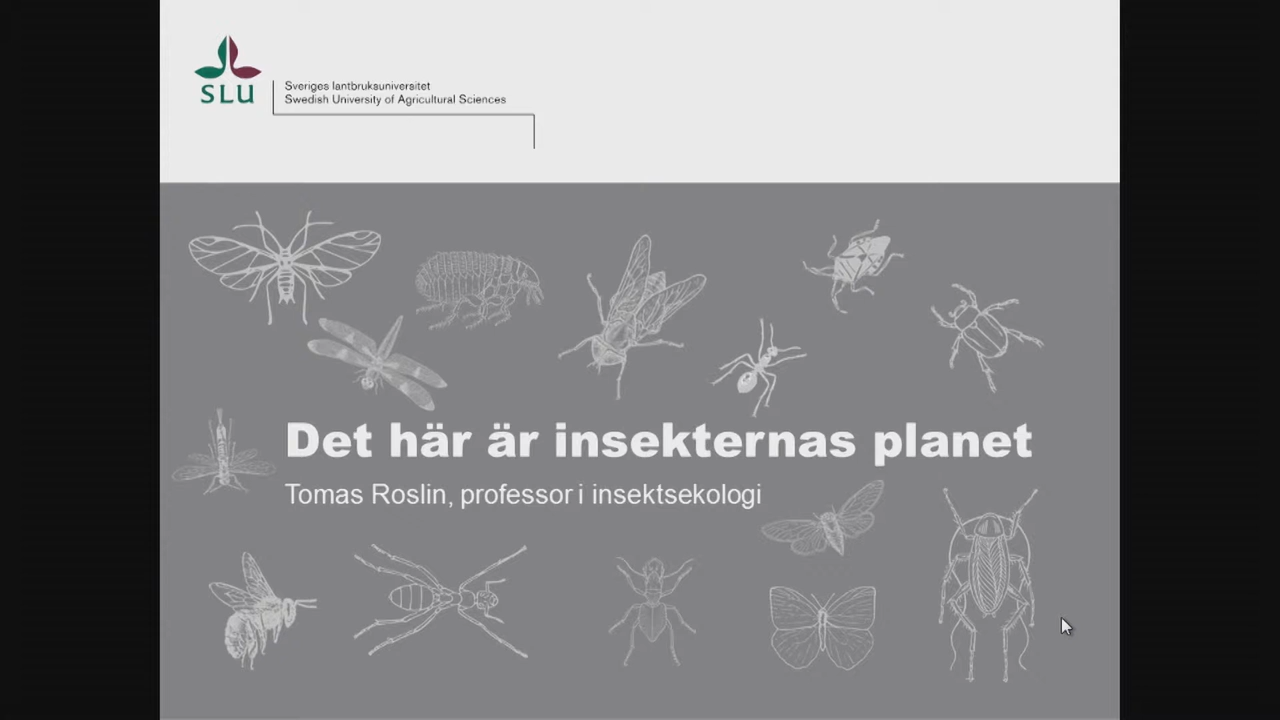 SLU
Sveriges lantbruksuniversitet
Swedish University of Agricultural Sciences
Det här är insekternas planet
Tomas Roslin, professor i insektsekologi